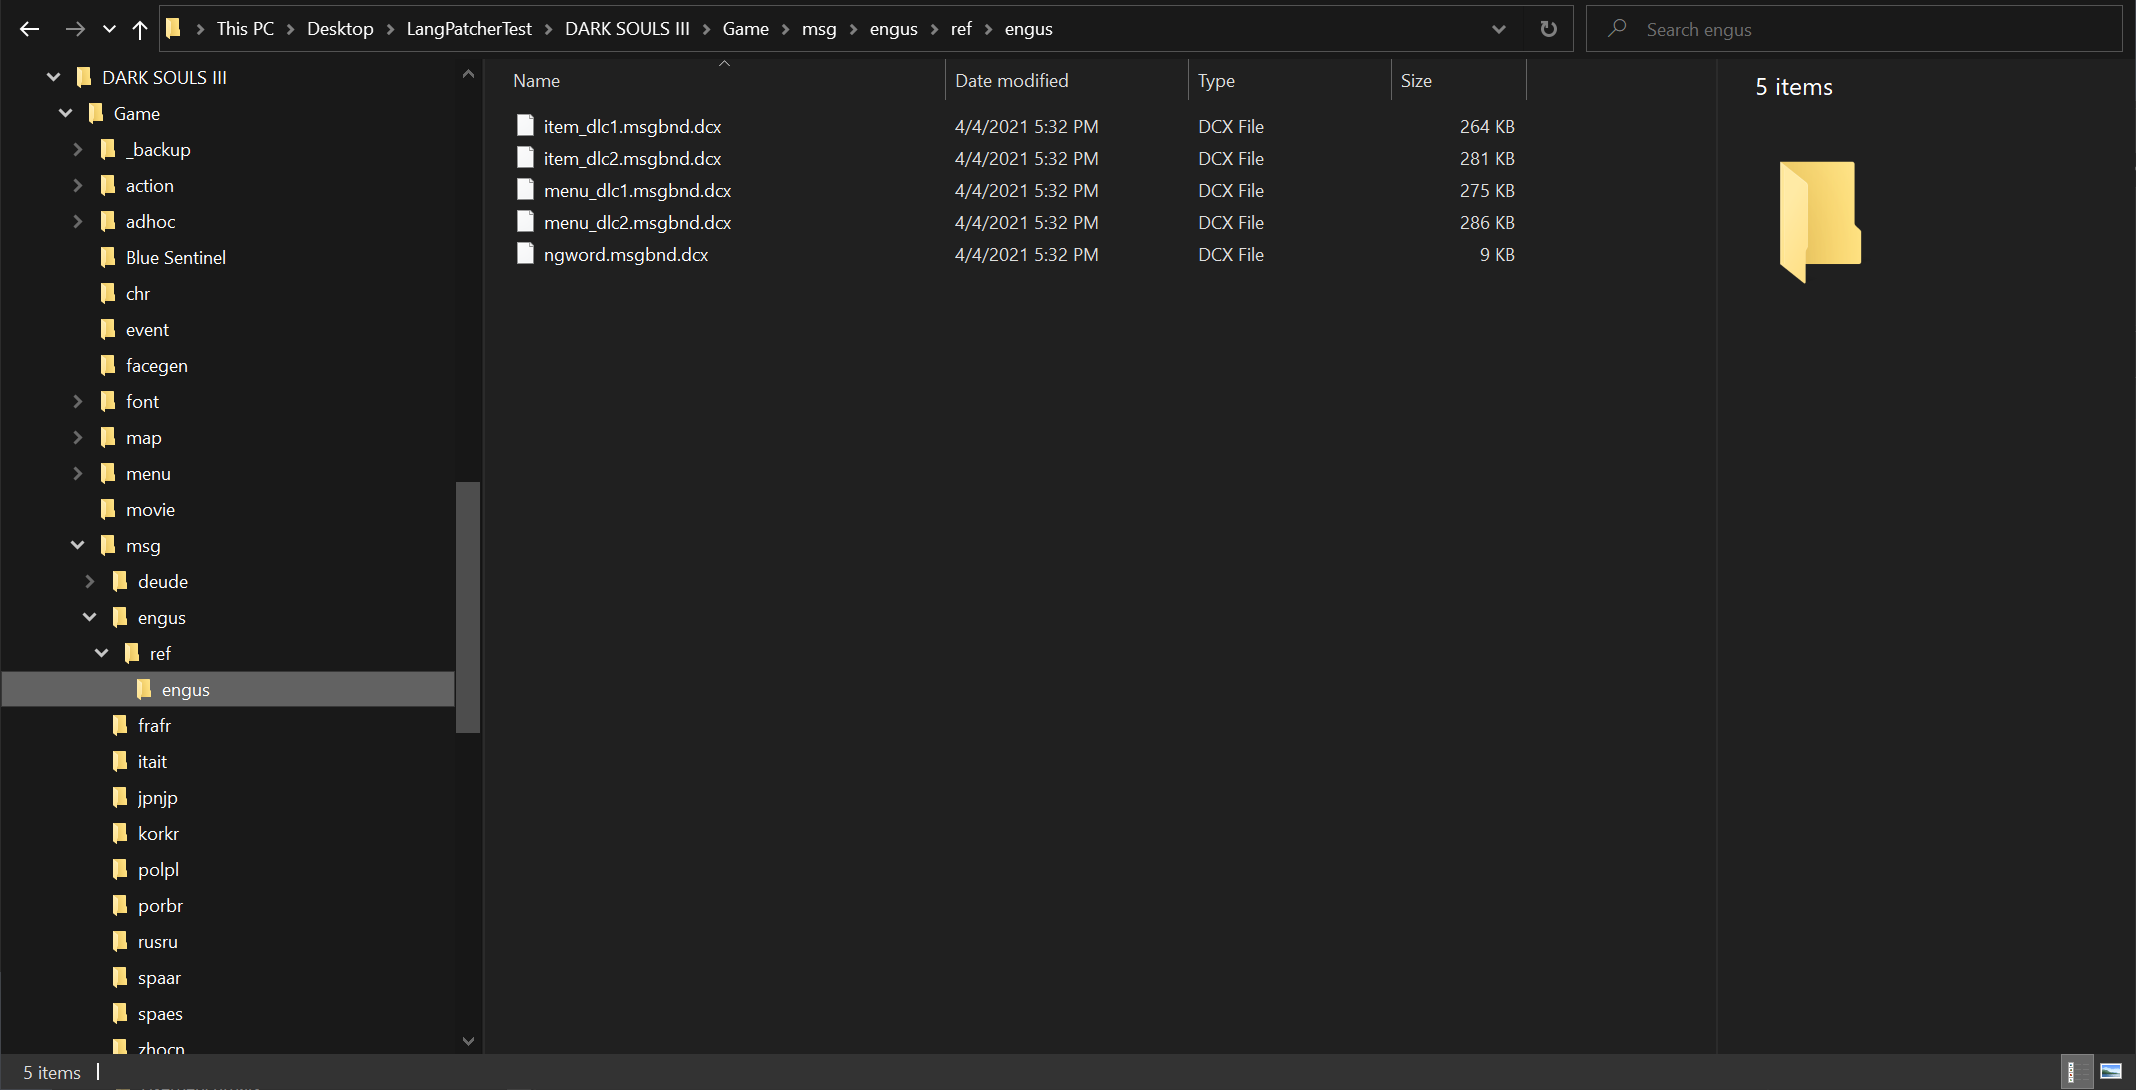 This PC Desktop LangPatcherTest DARK SOULS III Game msg engus ref engus
Search engus
DARK SOULS III
Game
_backup
action
adhoc
Blue Sentinel
chr
event
facegen
font
map
menu
movie
msg
deude
engus
ref
engus
frafr
itait
jpnjp
korkr
polpl
porbr
rusru
spaar
spaes
zhocn
Name Date modified Type Size
item_dlc1.msgbnd.dcx 4/4/2021 5:32 PM DCX File 264 KB
item_dlc2.msgbnd.dcx 4/4/2021 5:32 PM DCX File 281 KB
menu_dlc1.msgbnd.dcx 4/4/2021 5:32 PM DCX File 275 KB
menu_dlc2.msgbnd.dcx 4/4/2021 5:32 PM DCX File 286 KB
ngword.msgbnd.dcx 4/4/2021 5:32 PM DCX File 9 KB
5 items
5 items